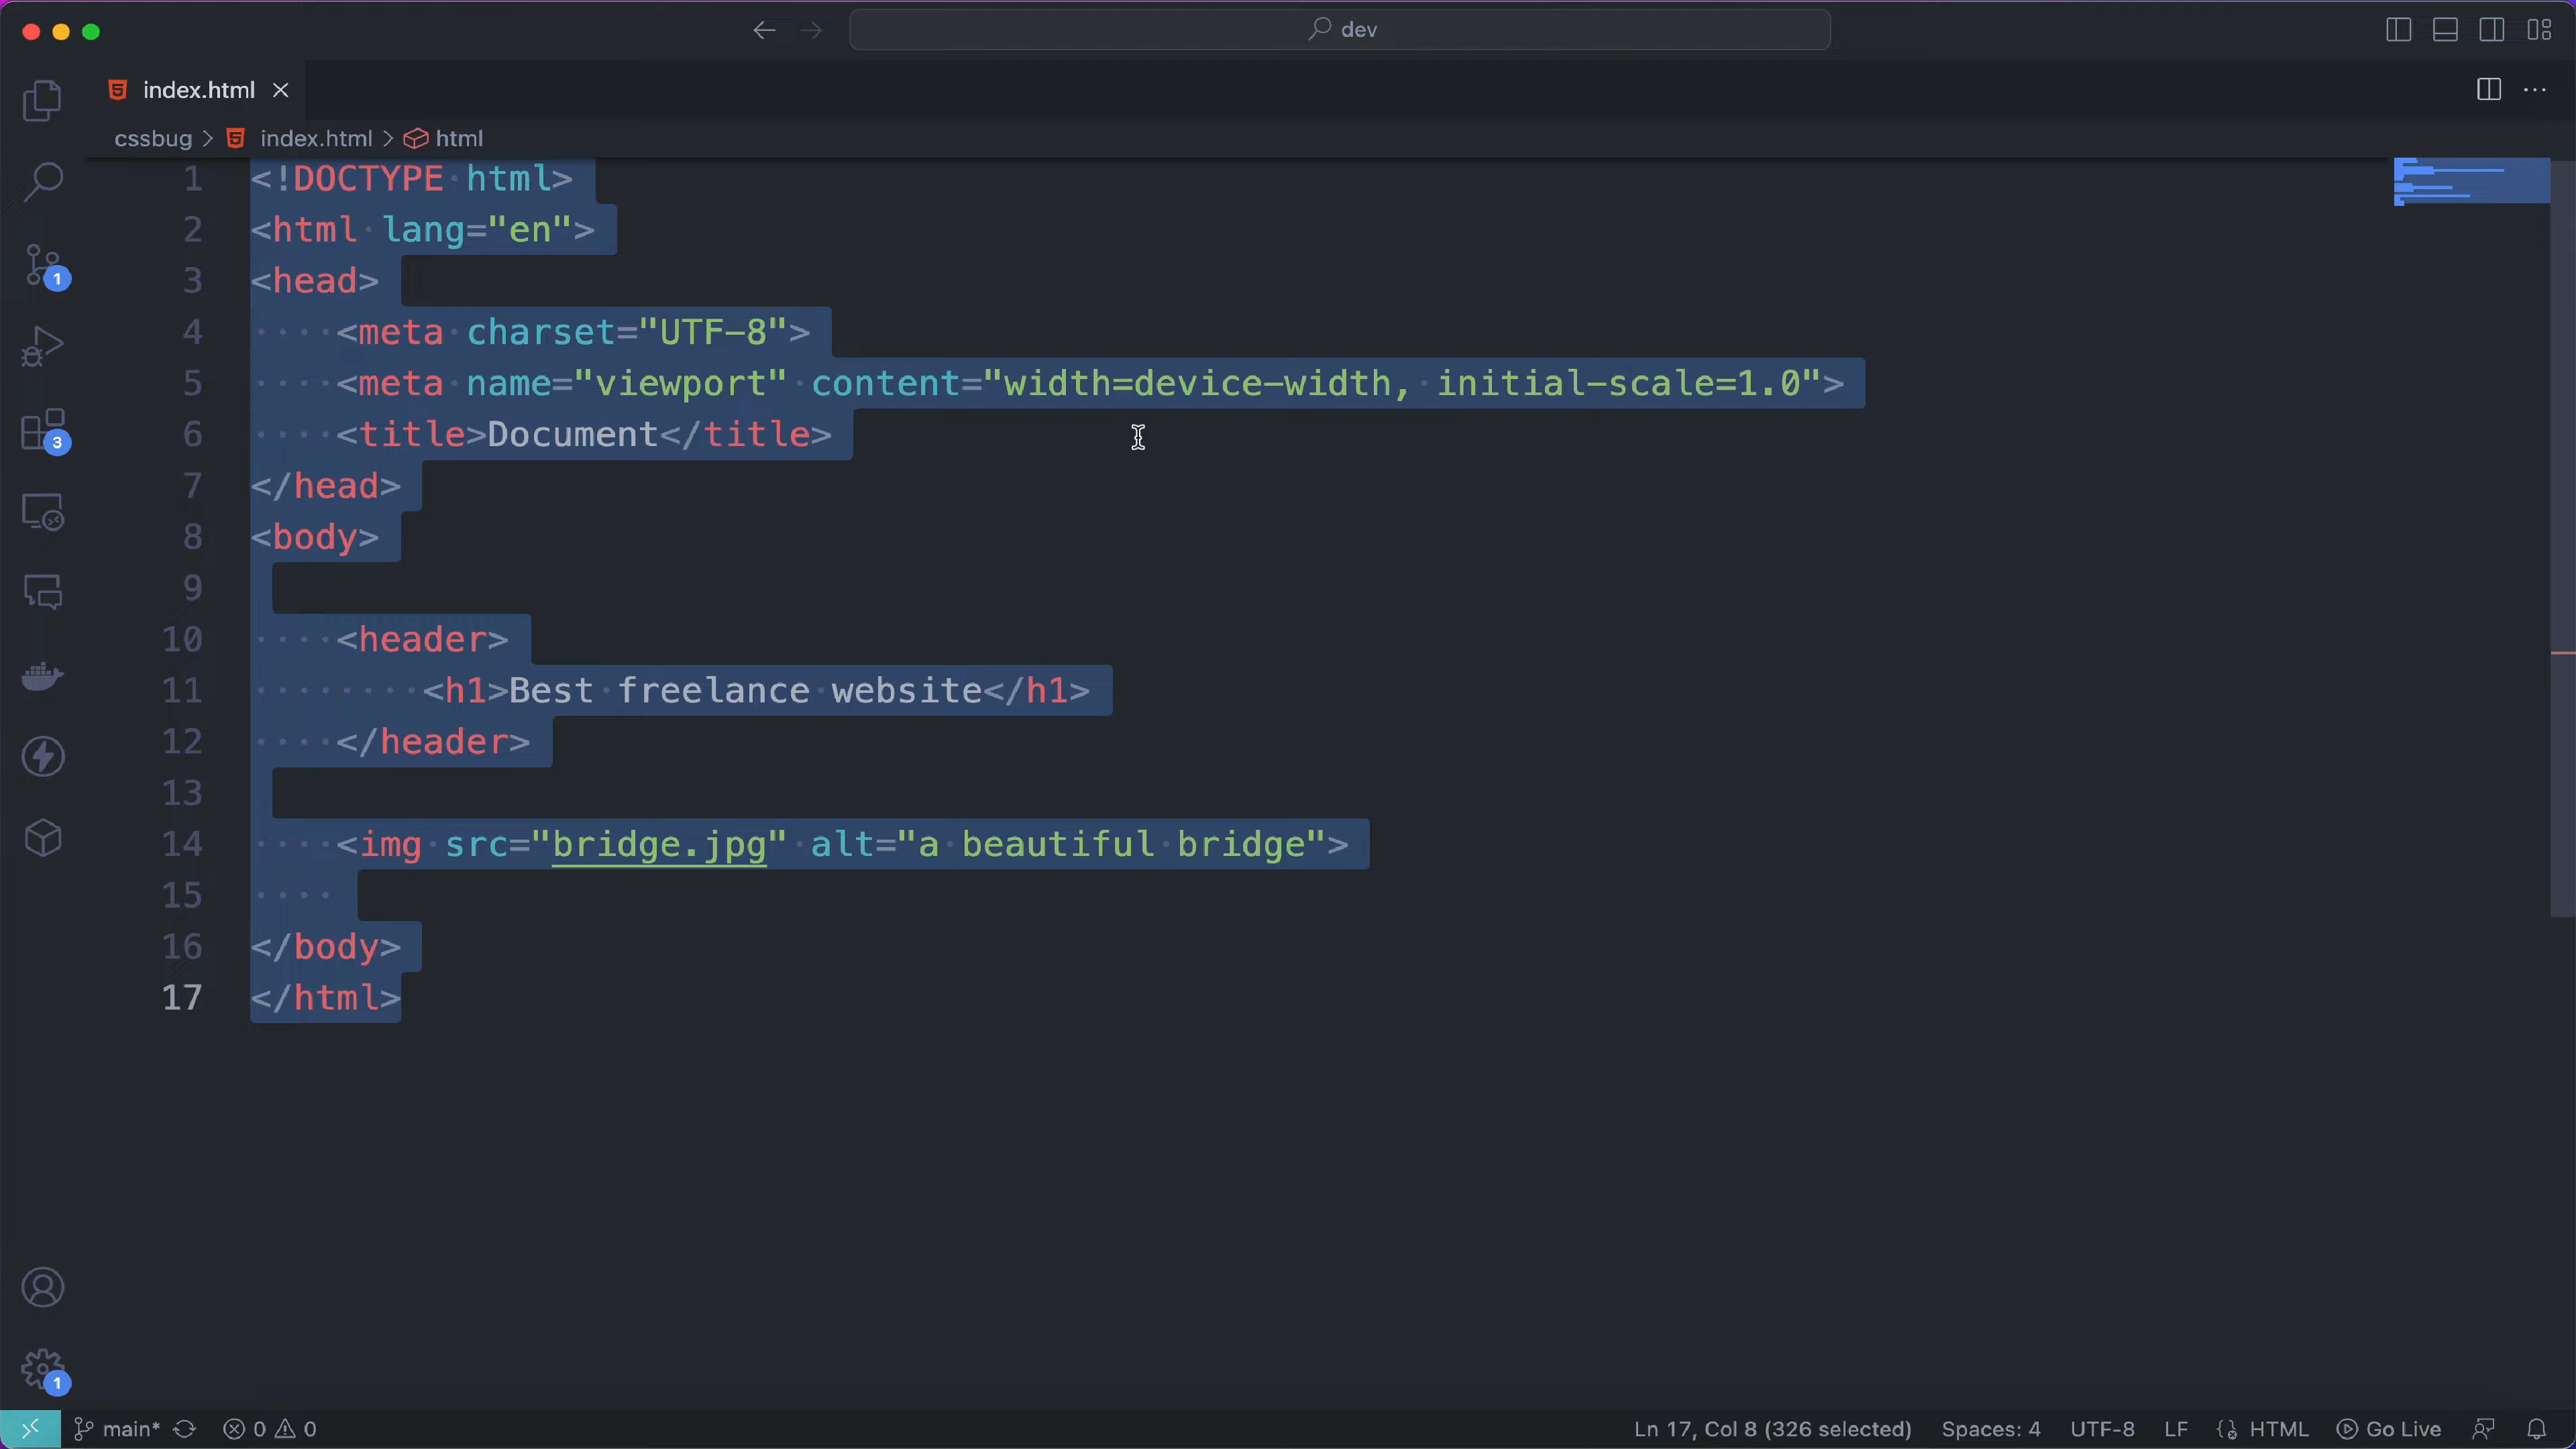 dev
index.html
cssbug > index.html > html
1 <!DOCTYPE html>
2 <html lang="en">
3 <head>
4     <meta charset="UTF-8">
5     <meta name="viewport" content="width=device-width, initial-scale=1.0">
6     <title>Document</title>
7 </head>
8 <body>
9
10     <header>
11         <h1>Best freelance website</h1>
12     </header>
13
14     <img src="bridge.jpg" alt="a beautiful bridge">
15
16 </body>
17 </html>
1
3
1
main* 0 0 Ln 17, Col 8 (326 selected) Spaces: 4 UTF-8 LF HTML Go Live